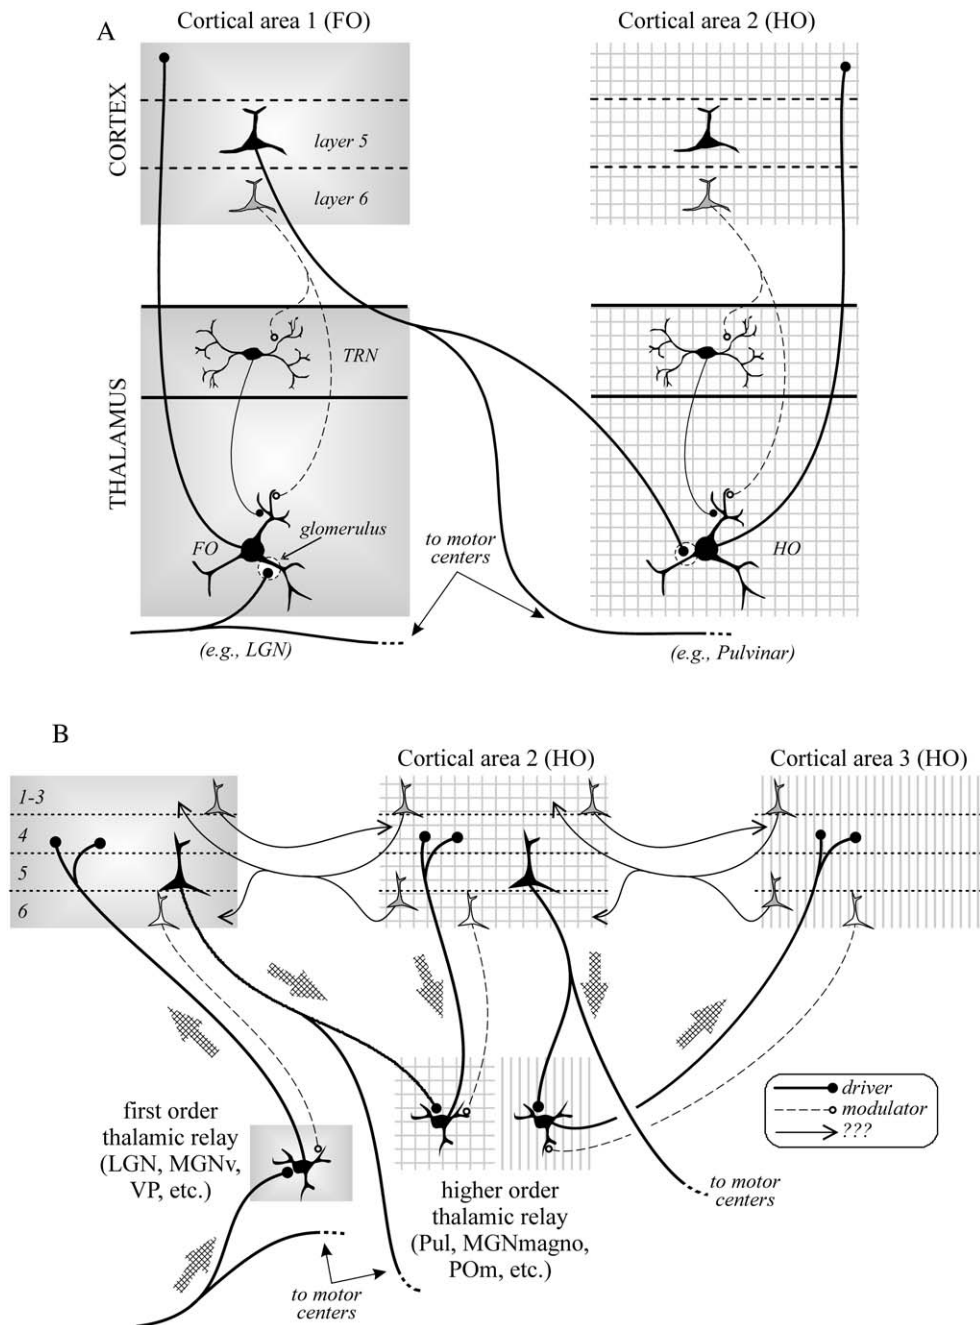 A
Cortical area 1 (FO)
Cortical area 2 (HO)
CORTEX
layer 5
layer 6
THALAMUS
TRN
glomerulus
FO
to motor
centers
HO
(e.g., LGN)
(e.g., Pulvinar)
B
Cortical area 2 (HO)
Cortical area 3 (HO)
1-3
4
5
6
first order
thalamic relay
(LGN, MGNv,
VP, etc.)
higher order
thalamic relay
(Pul, MGNmagno,
POm, etc.)
driver
modulator
???
to motor
centers
to motor
centers